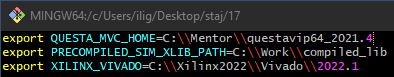 MINGW64:/c/Users/ilig/Desktop/staj/17
export QUESTA_MVC_HOME=C:\\Mentor\\questavip64_2021.4
export PRECOMPILED_SIM_XLIB_PATH=C:\\Work\\compiled_lib
export XILINX_VIVADO=C:\\Xilinx2022\\Vivado\\2022.1